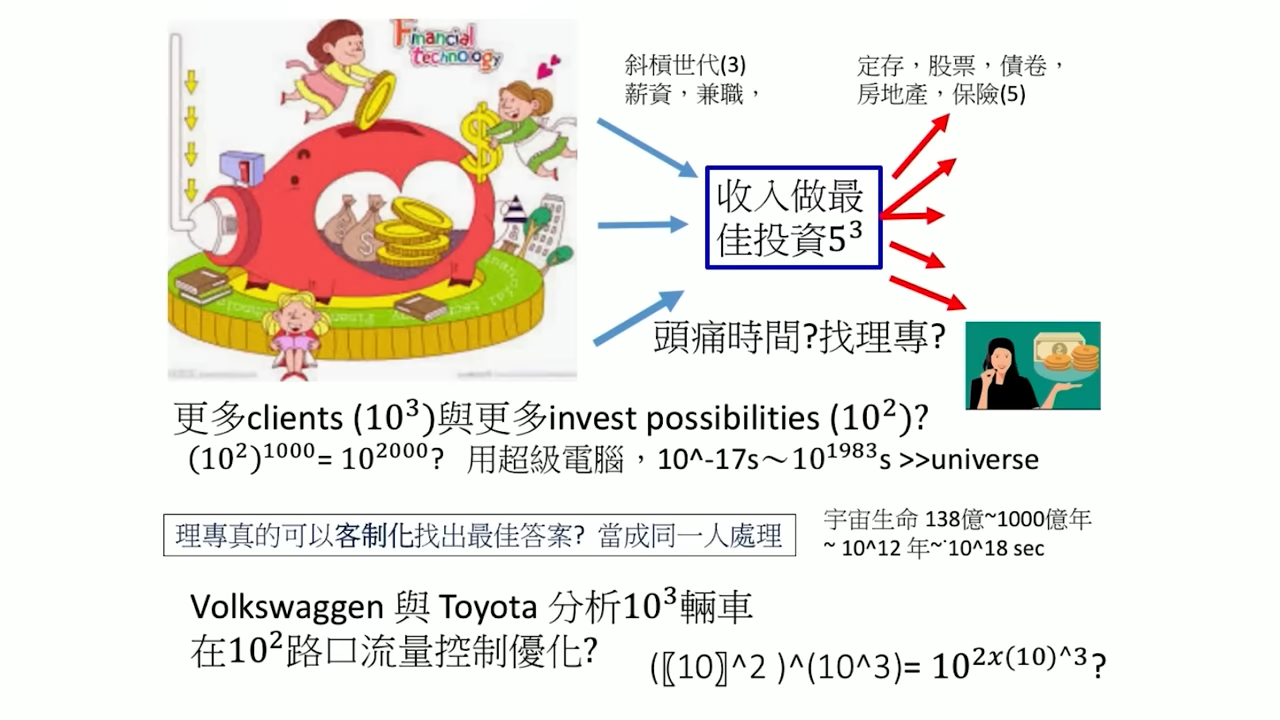 Financial
technology
斜槓世代(3)
薪資，兼職，
定存，股票，債卷，
房地產，保險(5)
收入做最
佳投資5³
頭痛時間?找理專?
更多clients (10³)與更多invest possibilities (10²)?
(10²)¹⁰⁰⁰= 10²⁰⁰⁰? 用超級電腦，10^-17s～10¹⁹⁸³s >>universe
理專真的可以客制化找出最佳答案? 當成同一人處理
宇宙生命 138億~1000億年
~ 10^12 年~˙10^18 sec
Volkswaggen 與 Toyota 分析10³輛車
在10²路口流量控制優化?
(〖10〗^2 )^(10^3)= 10²ˣ⁽¹⁰⁾^³?